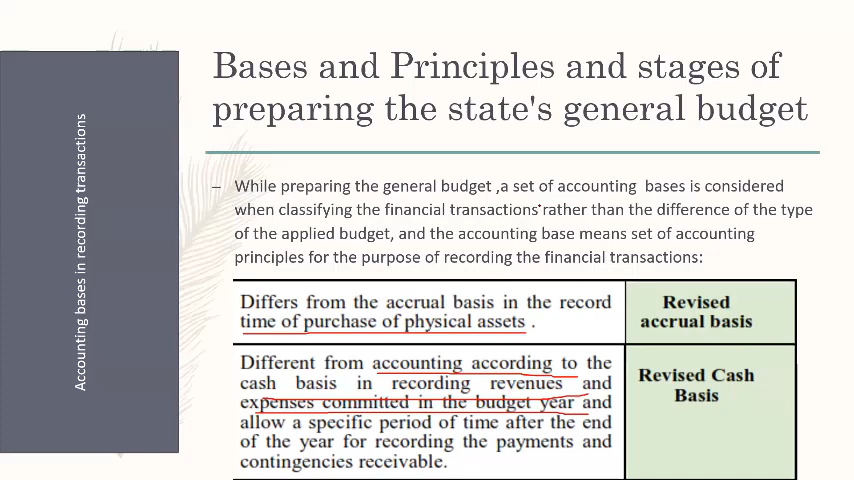 Accounting bases in recording transactions
Bases and Principles and stages of
preparing the state's general budget
– While preparing the general budget ,a set of accounting bases is considered
when classifying the financial transactions rather than the difference of the type
of the applied budget, and the accounting base means set of accounting
principles for the purpose of recording the financial transactions:
Differs from the accrual basis in the record
time of purchase of physical assets .
Revised
accrual basis
Different from accounting according to the
cash basis in recording revenues and
expenses committed in the budget year and
allow a specific period of time after the end
of the year for recording the payments and
contingencies receivable.
Revised Cash
Basis